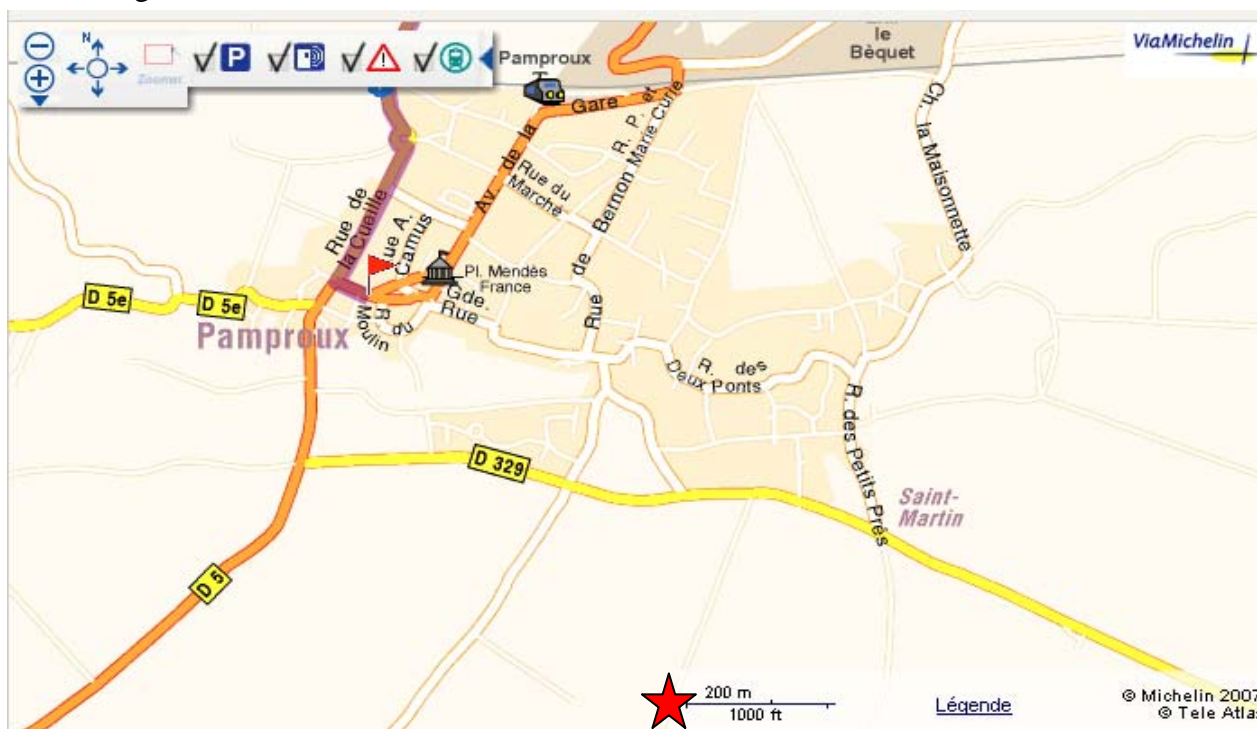 N
Zoomer
P
Pamproux
le
Bèquet
ViaMichelin
Gare
Av. de la
R. P. et
Marie Curie
Ch. la Maisonnette
Rue du
Marché
Rue de Bernon
Rue de
la Cueille
ue A.
Camus
Pl. Mendès
France
Gde.
Rue
D 5e
D 5e
R. du
Moulin
Pamproux
R. des
Deux Ponts
R. des Petits Prés
D 329
Saint-
Martin
D 5
200 m
1000 ft
Légende
© Michelin 2007
© Tele Atla